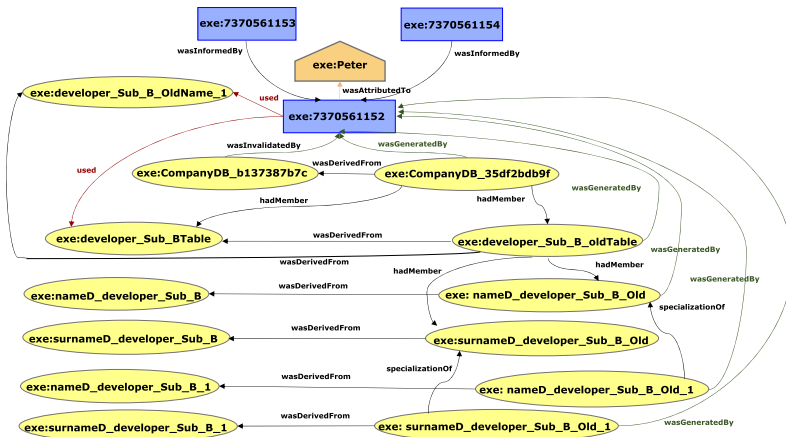 exe:7370561153
exe:7370561154
wasInformedBy
wasInformedBy
exe:Peter
wasAttributedTo
exe:developer_Sub_B_OldName_1
used
exe:7370561152
wasInvalidatedBy
wasGeneratedBy
exe:CompanyDB_b137387b7c
wasDerivedFrom
exe:CompanyDB_35df2bdb9f
used
wasGeneratedBy
hadMember
hadMember
exe:developer_Sub_BTable
wasDerivedFrom
exe:developer_Sub_B_oldTable
wasGeneratedBy
wasDerivedFrom
hadMember
hadMember
wasGeneratedBy
exe:nameD_developer_Sub_B
wasDerivedFrom
exe: nameD_developer_Sub_B_Old
specializationOf
exe:surnameD_developer_Sub_B
wasDerivedFrom
exe:surnameD_developer_Sub_B_Old
specializationOf
exe:nameD_developer_Sub_B_1
wasDerivedFrom
exe: nameD_developer_Sub_B_Old_1
exe:surnameD_developer_Sub_B_1
wasDerivedFrom
exe: surnameD_developer_Sub_B_Old_1
wasGeneratedBy